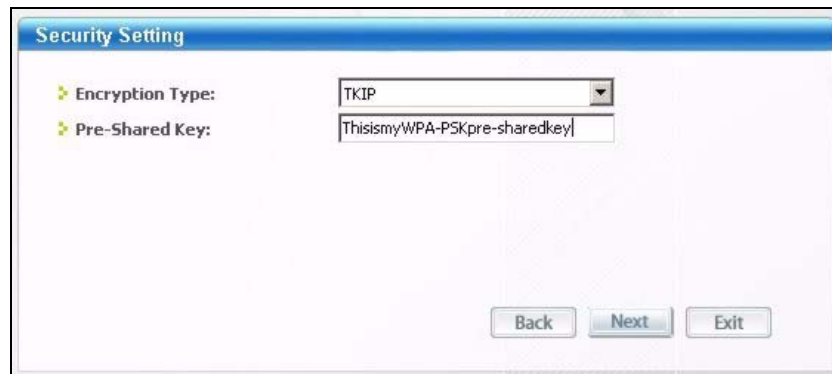 Security Setting
Encryption Type: TKIP
Pre-Shared Key: ThisismyWPA-PSKpre-sharedkey
Back Next Exit